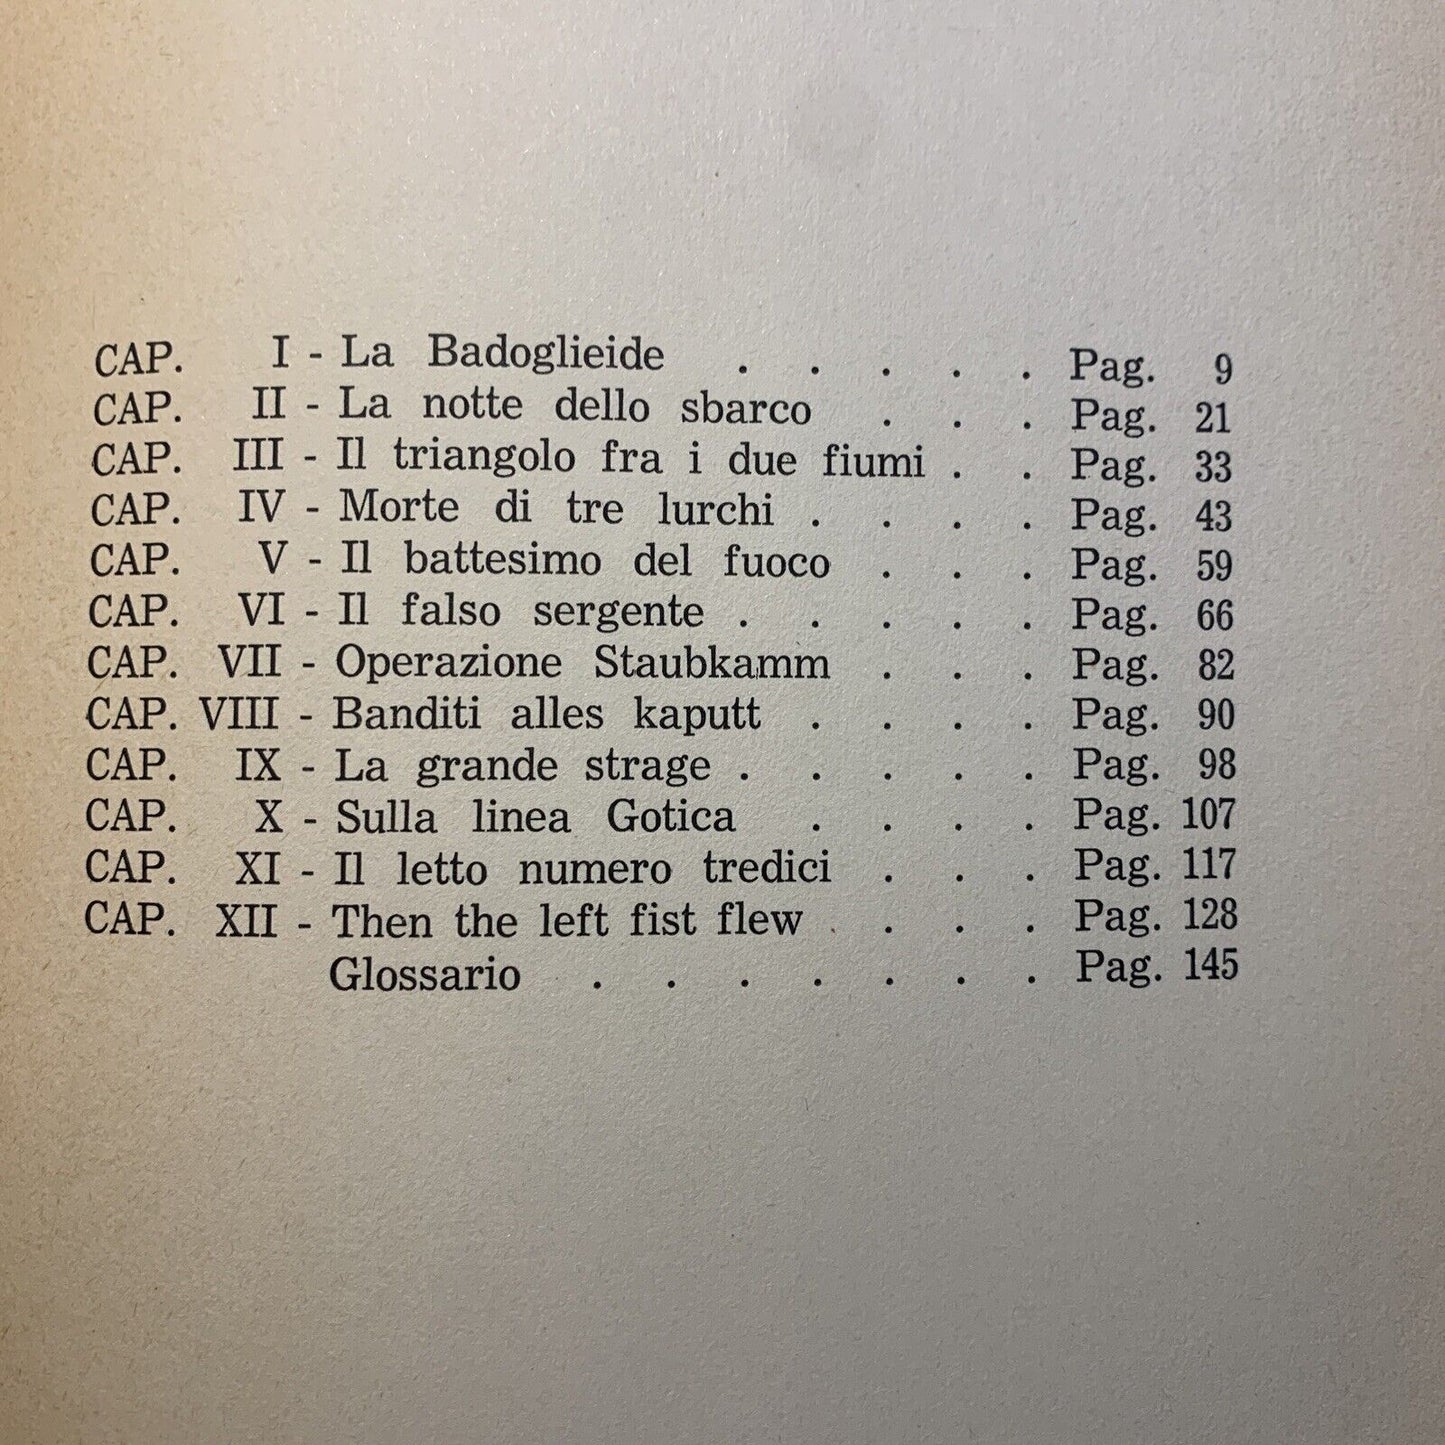 CAP. I - La Badoglieide . . . . . Pag. 9
CAP. II - La notte dello sbarco . . . Pag. 21
CAP. III - Il triangolo fra i due fiumi . . Pag. 33
CAP. IV - Morte di tre lurchi . . . . Pag. 43
CAP. V - Il battesimo del fuoco . . . Pag. 59
CAP. VI - Il falso sergente . . . . . Pag. 66
CAP. VII - Operazione Staubkamm . . . Pag. 82
CAP. VIII - Banditi alles kaputt . . . . Pag. 90
CAP. IX - La grande strage . . . . . Pag. 98
CAP. X - Sulla linea Gotica . . . . Pag. 107
CAP. XI - Il letto numero tredici . . . Pag. 117
CAP. XII - Then the left fist flew . . . . Pag. 128
Glossario . . . . . . . Pag. 145